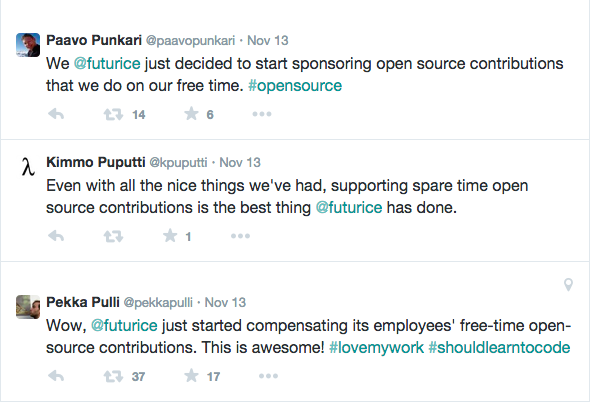 Paavo Punkari @paavopunkari · Nov 13
We @futurice just decided to start sponsoring open source contributions
that we do on our free time. #opensource
14 6
λ Kimmo Puputti @kpuputti · Nov 13
Even with all the nice things we've had, supporting spare time open
source contributions is the best thing @futurice has done.
1
Pekka Pulli @pekkapulli · Nov 13
Wow, @futurice just started compensating its employees' free-time open-
source contributions. This is awesome! #lovemywork #shouldlearntocode
37 17